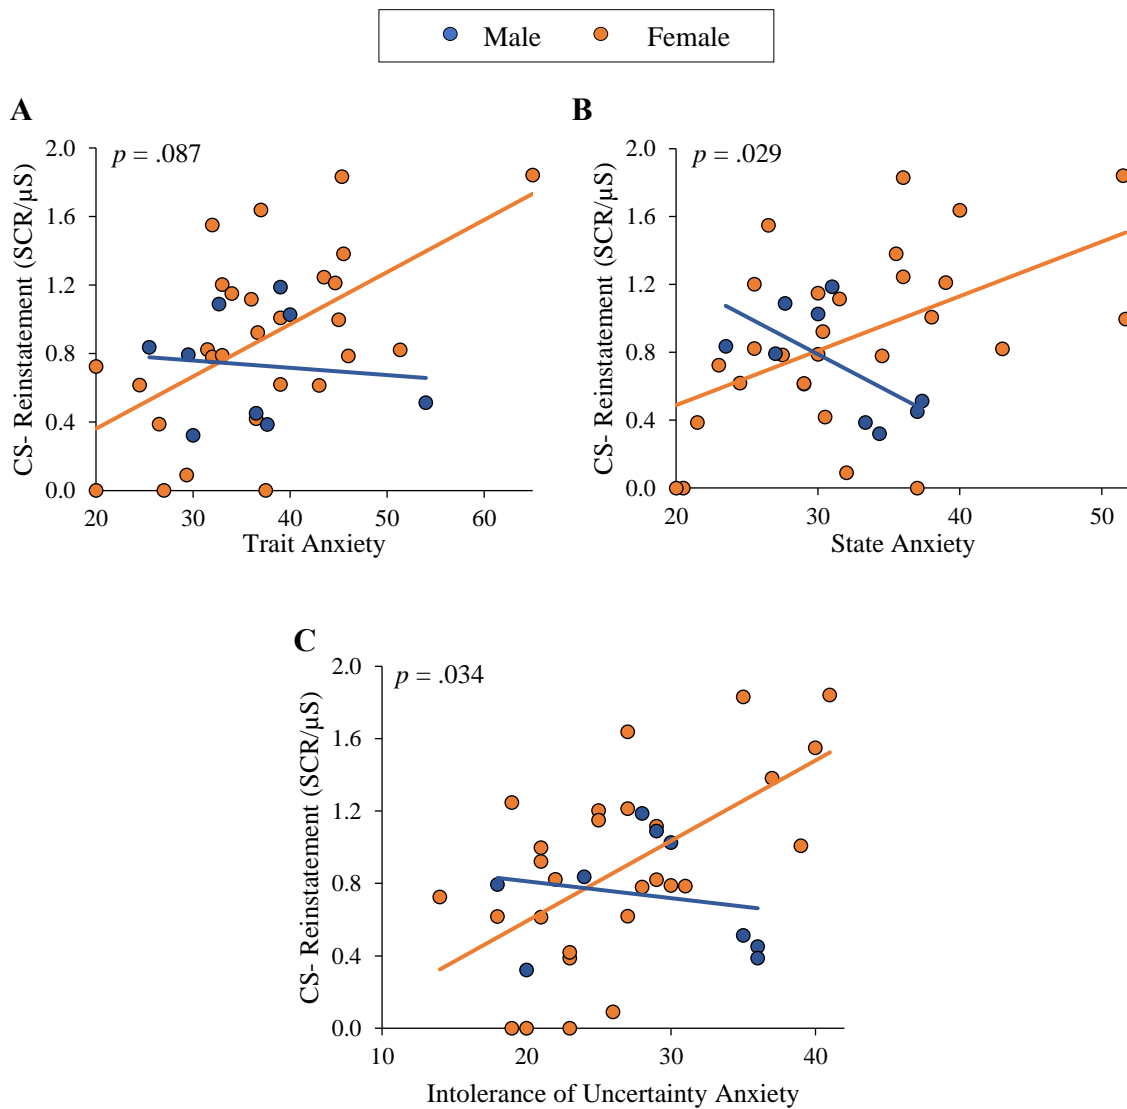 Male Female
A
p = .087
CS- Reinstatement (SCR/µS)
2.0
1.6
1.2
0.8
0.4
0.0
20 30 40 50 60
Trait Anxiety
B
p = .029
CS- Reinstatement (SCR/µS)
2.0
1.6
1.2
0.8
0.4
0.0
20 30 40 50
State Anxiety
C
p = .034
CS- Reinstatement (SCR/µS)
2.0
1.6
1.2
0.8
0.4
0.0
10 20 30 40
Intolerance of Uncertainty Anxiety